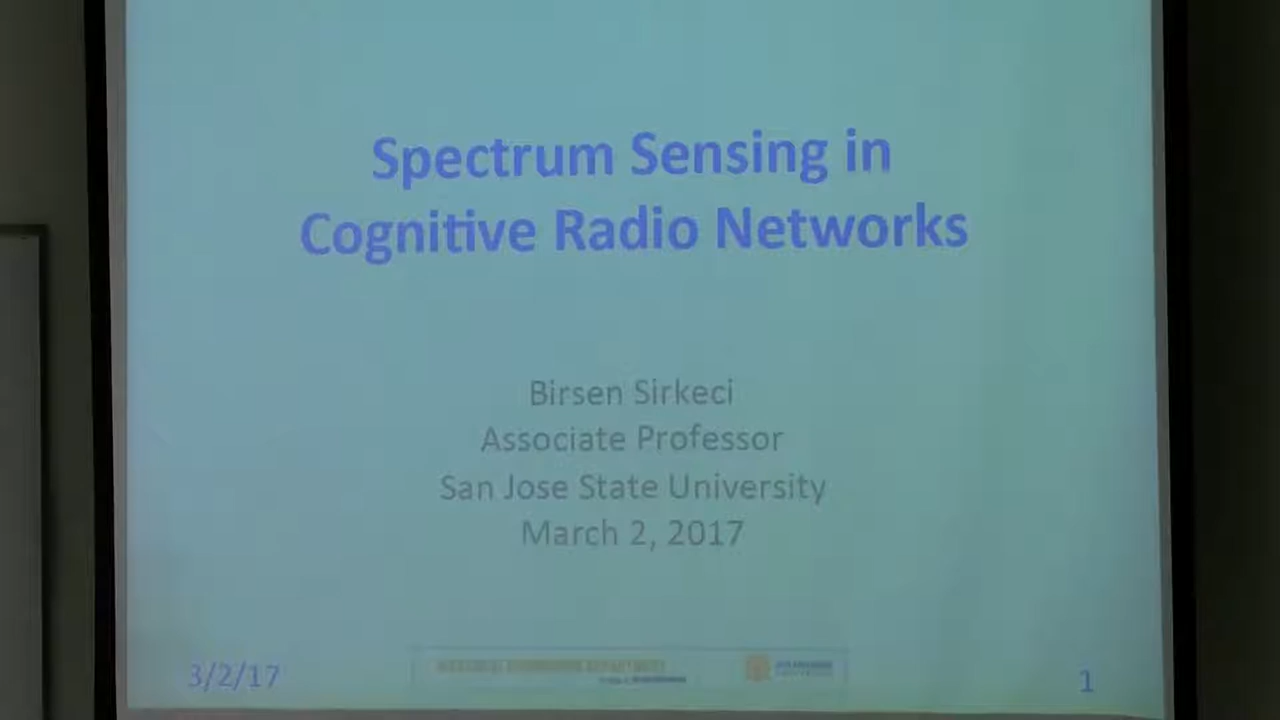 Spectrum Sensing in
Cognitive Radio Networks
Birsen Sirkeci
Associate Professor
San Jose State University
March 2, 2017
3/2/17
1